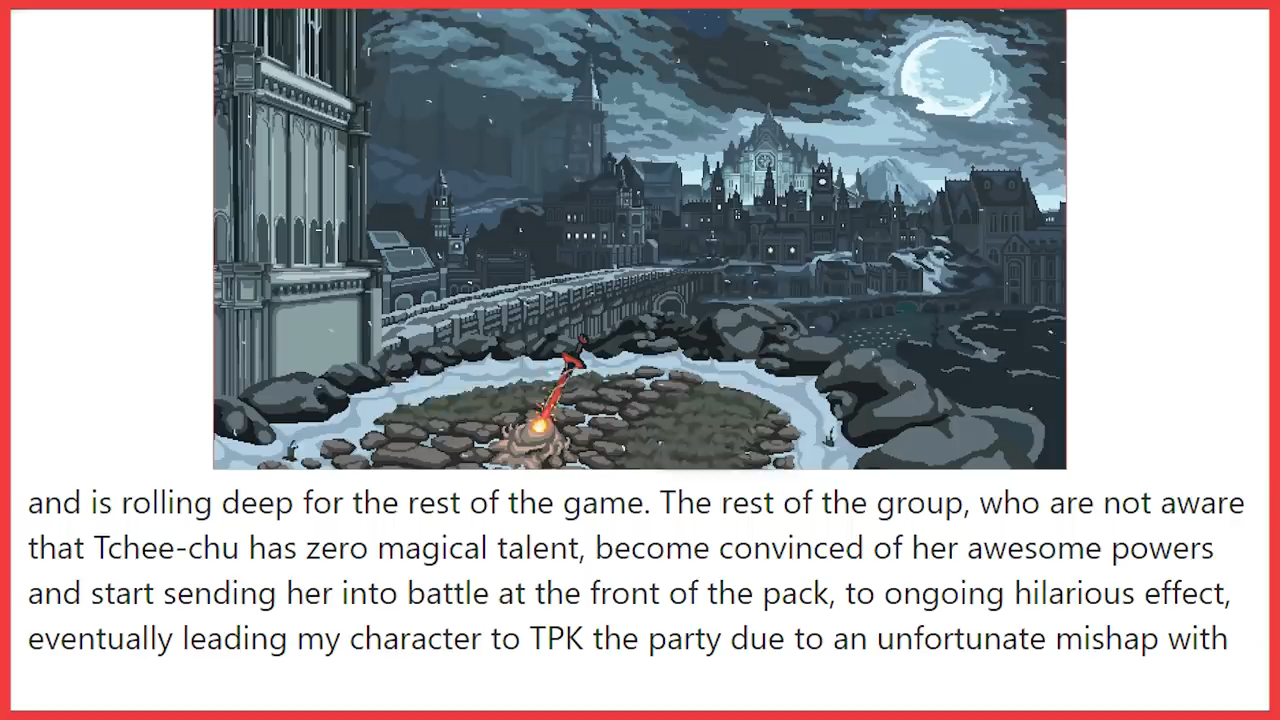 and is rolling deep for the rest of the game. The rest of the group, who are not aware
that Tchee-chu has zero magical talent, become convinced of her awesome powers
and start sending her into battle at the front of the pack, to ongoing hilarious effect,
eventually leading my character to TPK the party due to an unfortunate mishap with